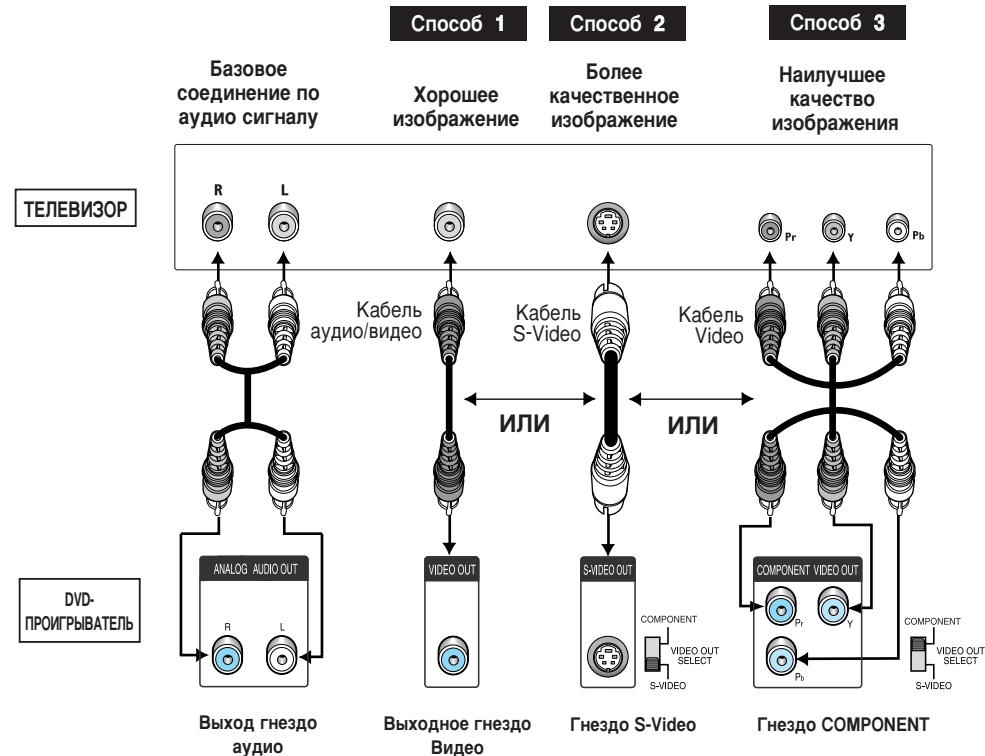 Способ 1
Способ 2
Способ 3
Базовое
соединение по
аудио сигналу
Хорошее
изображение
Более
качественное
изображение
Наилучшее
качество
изображения
ТЕЛЕВИЗОР
R
L
Pr
Y
Pb
Кабель
аудио/видео
Кабель
S-Video
Кабель
Video
ИЛИ
ИЛИ
DVD-
ПРОИГРЫВАТЕЛЬ
ANALOG AUDIO OUT
R
L
VIDEO OUT
S-VIDEO OUT
COMPONENT
VIDEO OUT
SELECT
S-VIDEO
COMPONENT VIDEO OUT
Pr
Y
Pb
COMPONENT
VIDEO OUT
SELECT
S-VIDEO
Выход гнездо
аудио
Выходное гнездо
Видео
Гнездо S-Video
Гнездо COMPONENT